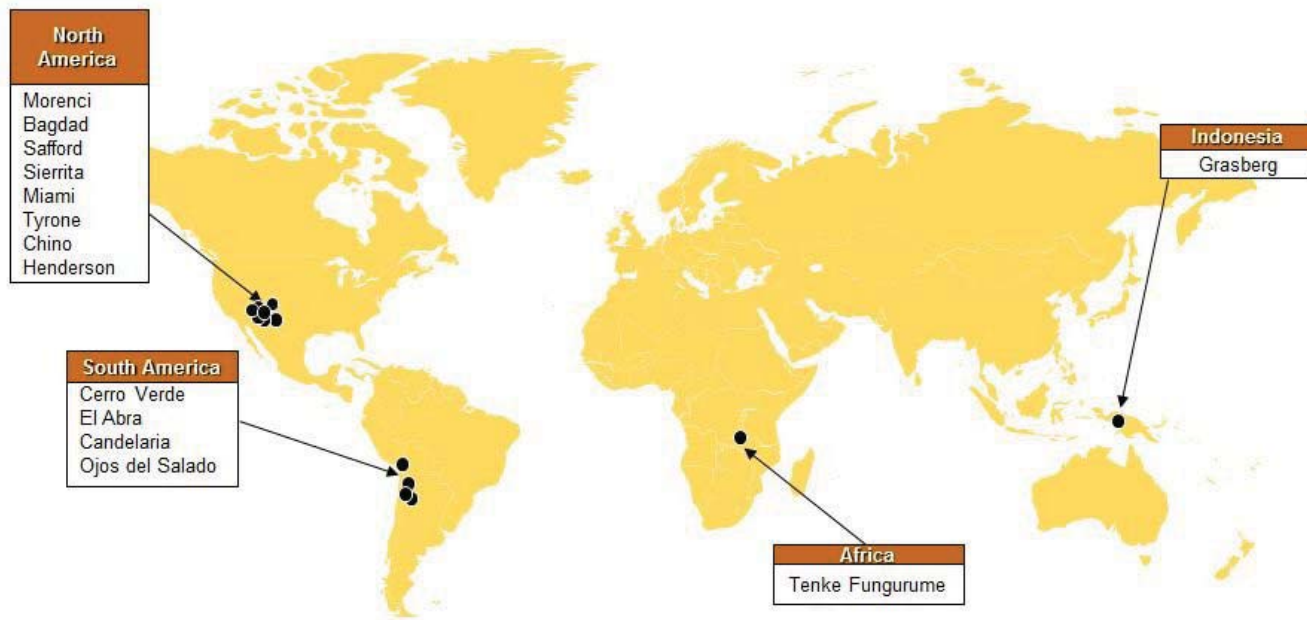 North
America
Morenci
Bagdad
Safford
Sierrita
Miami
Tyrone
Chino
Henderson
South America
Cerro Verde
El Abra
Candelaria
Ojos del Salado
Africa
Tenke Fungurume
Indonesia
Grasberg